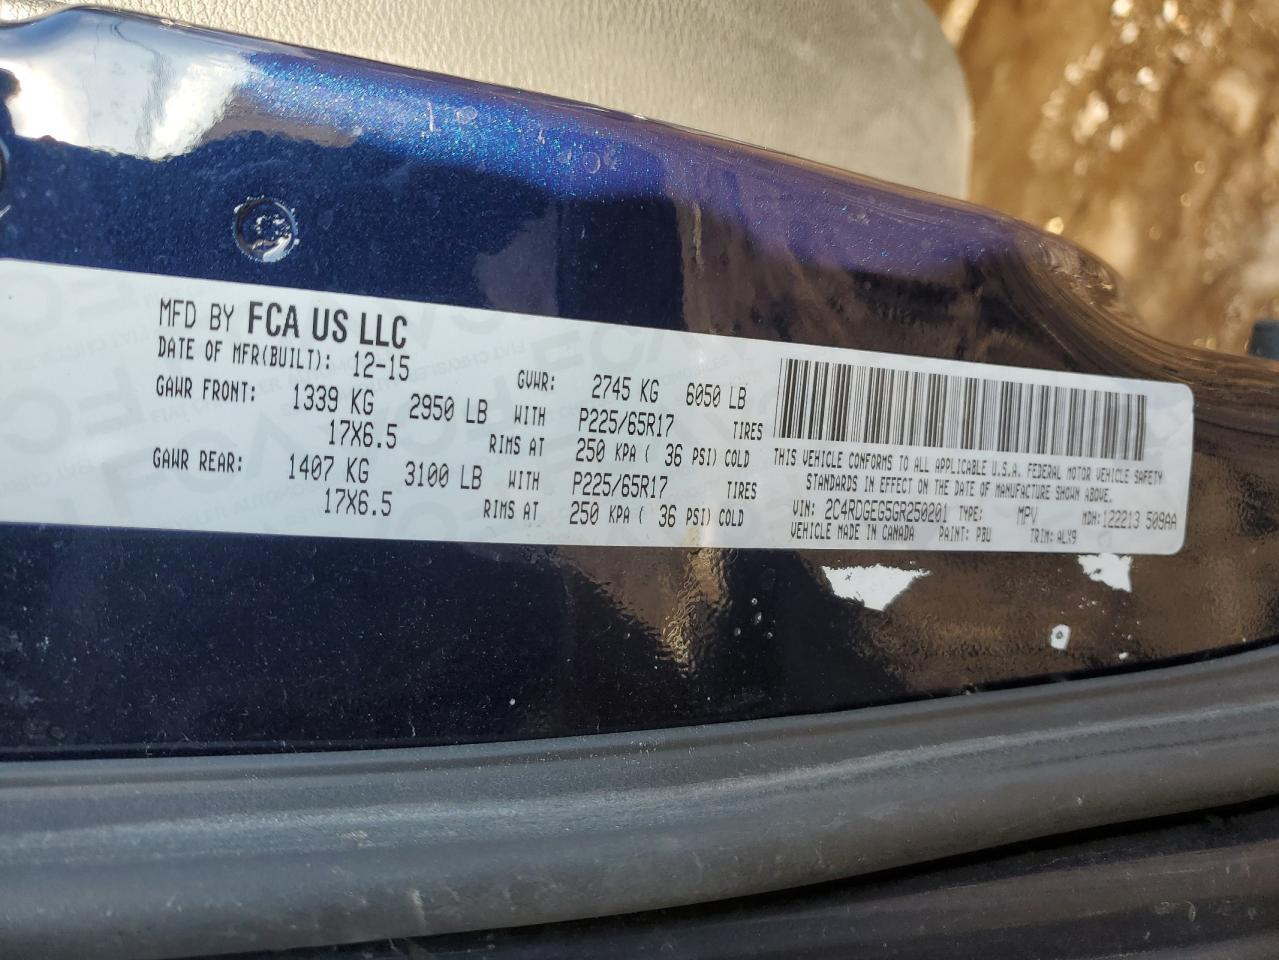 MFD BY FCA US LLC
DATE OF MFR(BUILT): 12-15 GVWR: 2745 KG 6050 LB
GAWR FRONT: 1339 KG 2950 LB WITH P225/65R17 TIRES
17X6.5 RIMS AT 250 KPA ( 36 PSI) COLD
GAWR REAR: 1407 KG 3100 LB WITH P225/65R17 TIRES
17X6.5 RIMS AT 250 KPA ( 36 PSI) COLD
THIS VEHICLE CONFORMS TO ALL APPLICABLE U.S.A. FEDERAL MOTOR VEHICLE SAFETY
STANDARDS IN EFFECT ON THE DATE OF MANUFACTURE SHOWN ABOVE.
VIN: 2C4RDGEG5GR250201 TYPE: MPV MDH:122213 509AA
VEHICLE MADE IN CANADA PAINT: PBU TRIM: ALX9